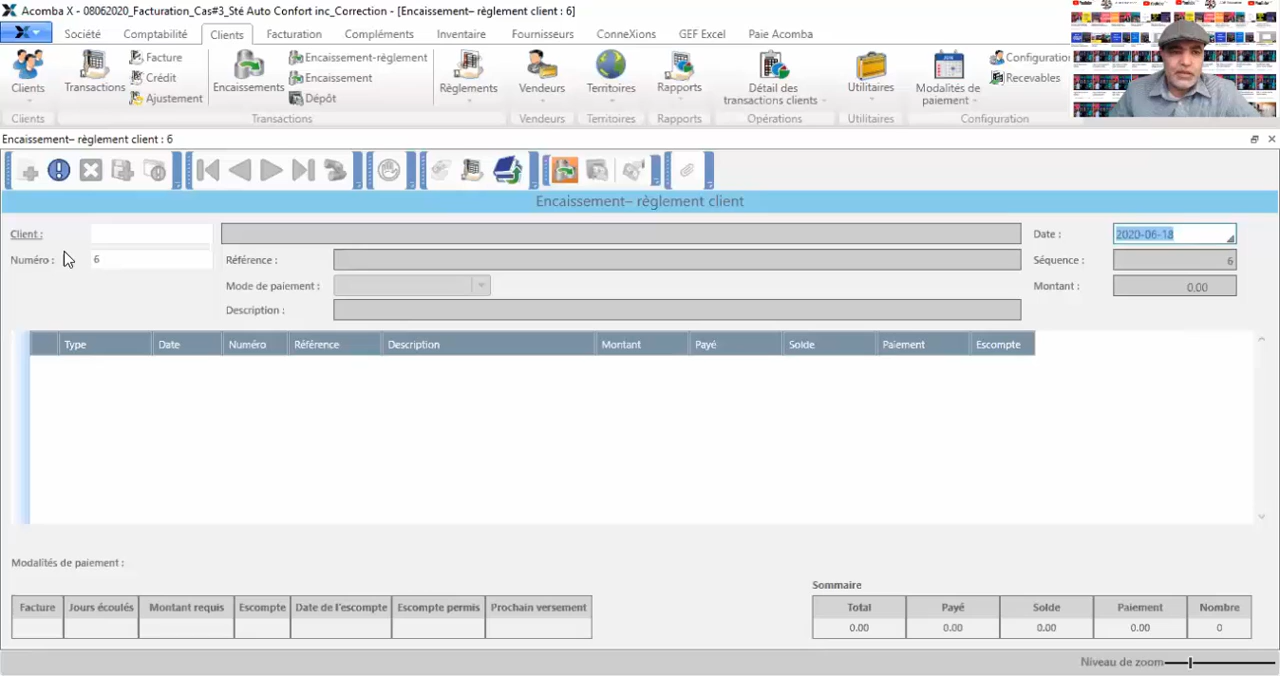 Acomba X - 08062020_Facturation_Cas#3_Sté Auto Confort inc_Correction - [Encaissement– règlement client : 6]
Société Comptabilité Clients Facturation ConneXions Paie Acomba
Clients
Transactions
Facture
Crédit
Ajustement
Encaissements
Encaissement-règlement
Encaissement
Dépôt
Règlements
Vendeurs
Territoires
Rapports
Détail des
transactions clients
Utilitaires
Modalités de
paiement
Configuration
Recevables
Clients Transactions Vendeurs Territoires Rapports Opérations Utilitaires Configuration
Encaissement– règlement client : 6
Encaissement– règlement client
Client : Date : 2020-06-18
Numéro : 6 Référence : Séquence : 6
Mode de paiement : Montant : 0.00
Description :
Type Date Numéro Référence Description Montant Payé Solde Paiement Escompte
Modalités de paiement :
Sommaire
Facture Jours écoulés Montant requis Escompte Date de l'escompte Escompte permis Prochain versement Total Payé Solde Paiement Nombre
0.00 0.00 0.00 0.00 0
Niveau de zoom